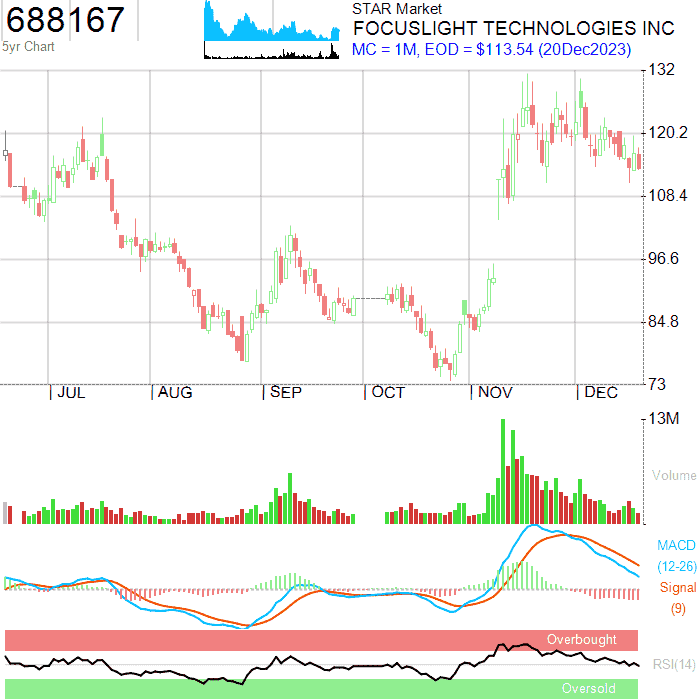 688167
5yr Chart
STAR Market
FOCUSLIGHT TECHNOLOGIES INC
MC = 1M, EOD = $113.54 (20Dec2023)
132
120.2
108.4
96.6
84.8
73
JUL AUG SEP OCT NOV DEC
13M
Volume
MACD
(12-26)
Signal
(9)
Overbought
RSI(14)
Oversold